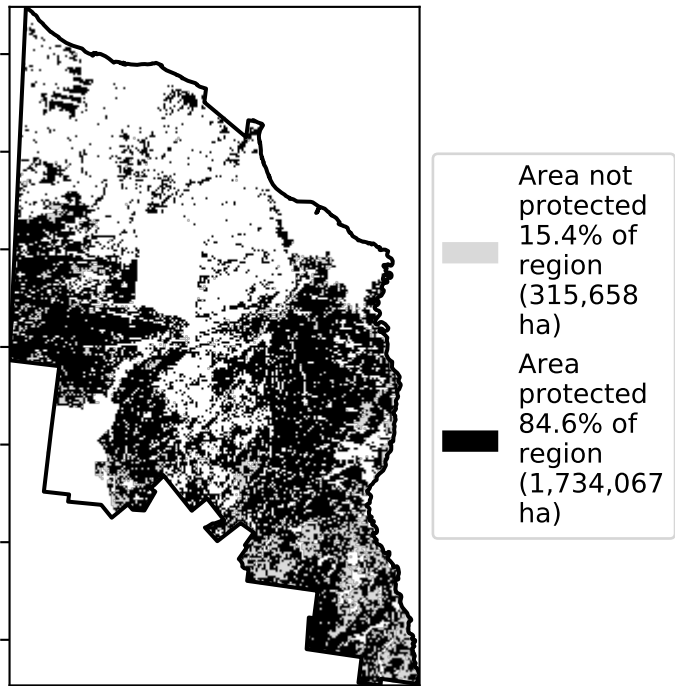 Area not
protected
15.4% of
region
(315,658
ha)
Area
protected
84.6% of
region
(1,734,067
ha)